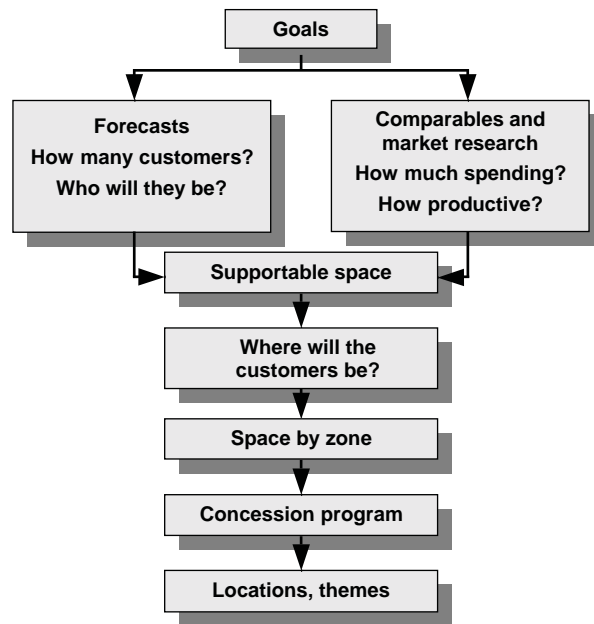 Goals
Forecasts
How many customers?
Who will they be?
Comparables and
market research
How much spending?
How productive?
Supportable space
Where will the
customers be?
Space by zone
Concession program
Locations, themes